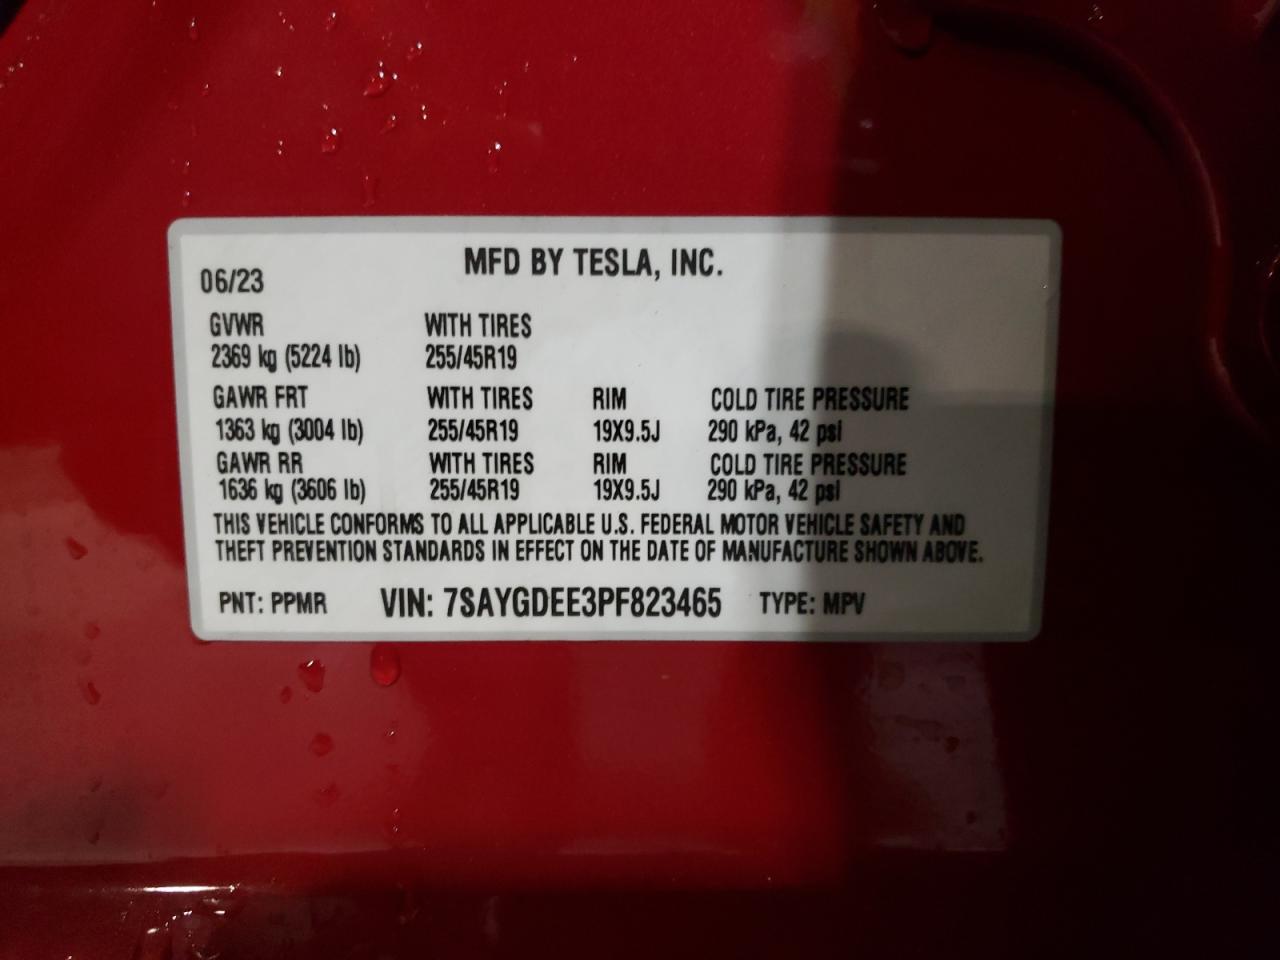 MFD BY TESLA, INC.
06/23
GVWR WITH TIRES
2369 kg (5224 lb) 255/45R19
GAWR FRT WITH TIRES RIM COLD TIRE PRESSURE
1363 kg (3004 lb) 255/45R19 19X9.5J 290 kPa, 42 psi
GAWR RR WITH TIRES RIM COLD TIRE PRESSURE
1636 kg (3606 lb) 255/45R19 19X9.5J 290 kPa, 42 psi
THIS VEHICLE CONFORMS TO ALL APPLICABLE U.S. FEDERAL MOTOR VEHICLE SAFETY AND
THEFT PREVENTION STANDARDS IN EFFECT ON THE DATE OF MANUFACTURE SHOWN ABOVE.
PNT: PPMR VIN: 7SAYGDEE3PF823465 TYPE: MPV